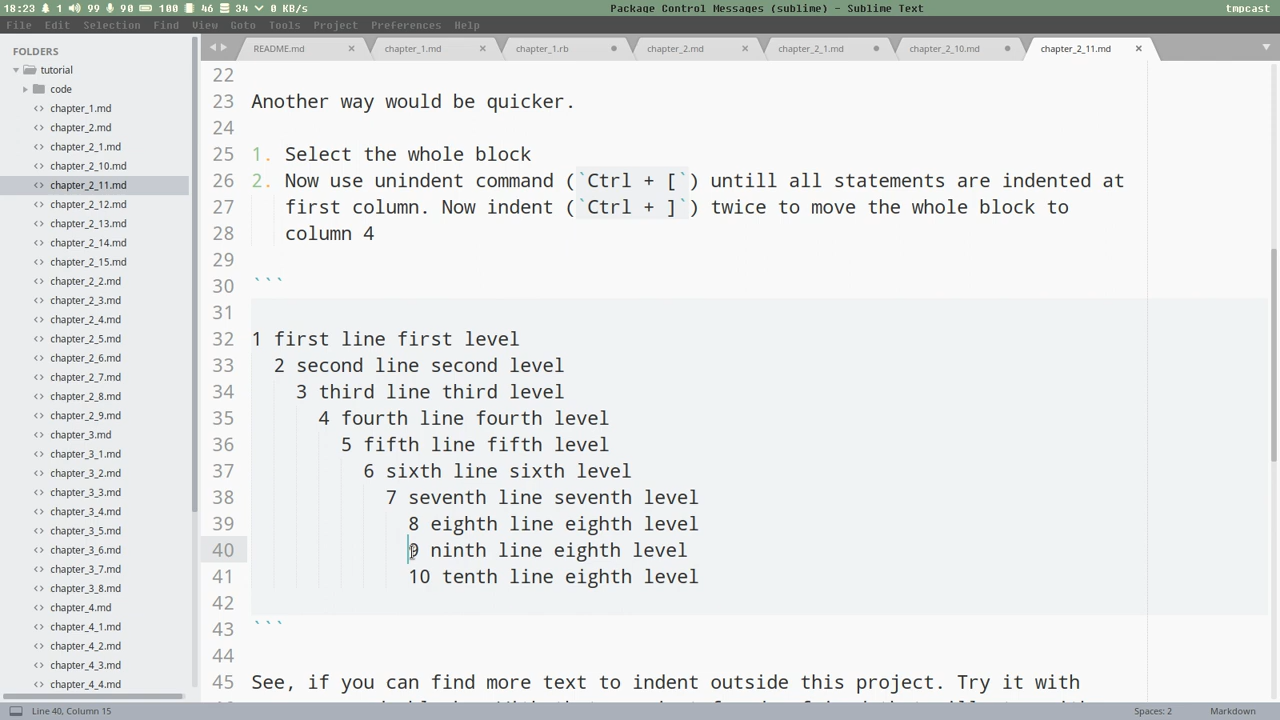 18:23 1 99 90 100 46 34 0 KB/s Package Control Messages (sublime) - Sublime Text tmpcast
File Edit Selection Find View Goto Tools Project Preferences Help
FOLDERS
tutorial
code
chapter_1.md
chapter_2.md
chapter_2_1.md
chapter_2_10.md
chapter_2_11.md
chapter_2_12.md
chapter_2_13.md
chapter_2_14.md
chapter_2_15.md
chapter_2_2.md
chapter_2_3.md
chapter_2_4.md
chapter_2_5.md
chapter_2_6.md
chapter_2_7.md
chapter_2_8.md
chapter_2_9.md
chapter_3.md
chapter_3_1.md
chapter_3_2.md
chapter_3_3.md
chapter_3_4.md
chapter_3_5.md
chapter_3_6.md
chapter_3_7.md
chapter_3_8.md
chapter_4.md
chapter_4_1.md
chapter_4_2.md
chapter_4_3.md
chapter_4_4.md
README.md chapter_1.md chapter_1.rb chapter_2.md chapter_2_1.md chapter_2_10.md chapter_2_11.md
22
23 Another way would be quicker.
24
25 1. Select the whole block
26 2. Now use unindent command (`Ctrl + [`) untill all statements are indented at
27 first column. Now indent (`Ctrl + ]`) twice to move the whole block to
28 column 4
29
30 ```
31
32 1 first line first level
33 2 second line second level
34 3 third line third level
35 4 fourth line fourth level
36 5 fifth line fifth level
37 6 sixth line sixth level
38 7 seventh line seventh level
39 8 eighth line eighth level
40 9 ninth line eighth level
41 10 tenth line eighth level
42
43 ```
44
45 See, if you can find more text to indent outside this project. Try it with
Line 40, Column 15 Spaces: 2 Markdown